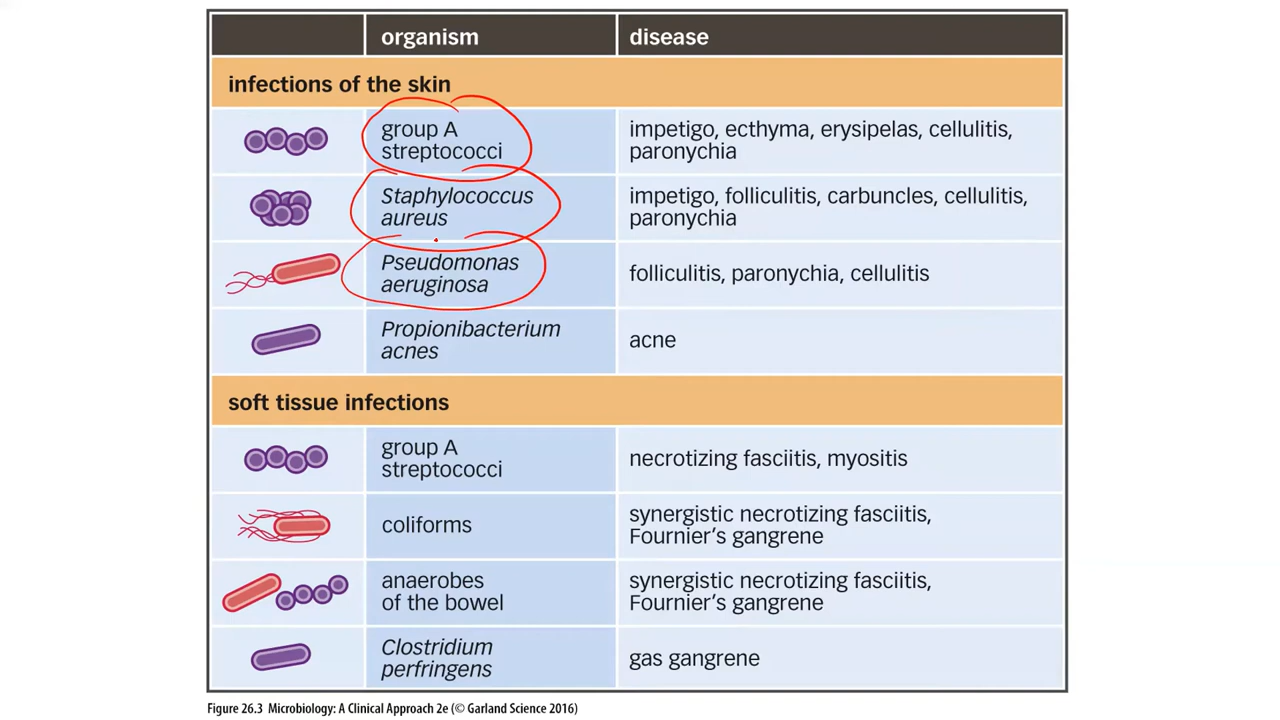 organism disease
infections of the skin
group A
streptococci
impetigo, ecthyma, erysipelas, cellulitis,
paronychia
Staphylococcus
aureus
impetigo, folliculitis, carbuncles, cellulitis,
paronychia
Pseudomonas
aeruginosa
folliculitis, paronychia, cellulitis
Propionibacterium
acnes
acne
soft tissue infections
group A
streptococci
necrotizing fasciitis, myositis
coliforms
synergistic necrotizing fasciitis,
Fournier’s gangrene
anaerobes
of the bowel
synergistic necrotizing fasciitis,
Fournier’s gangrene
Clostridium
perfringens
gas gangrene
Figure 26.3 Microbiology: A Clinical Approach 2e (© Garland Science 2016)